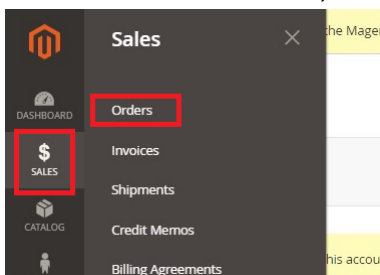 Sales
the Mager
DASHBOARD
Orders
$
SALES
Invoices
Shipments
CATALOG
Credit Memos
Billing Agreements
his accou